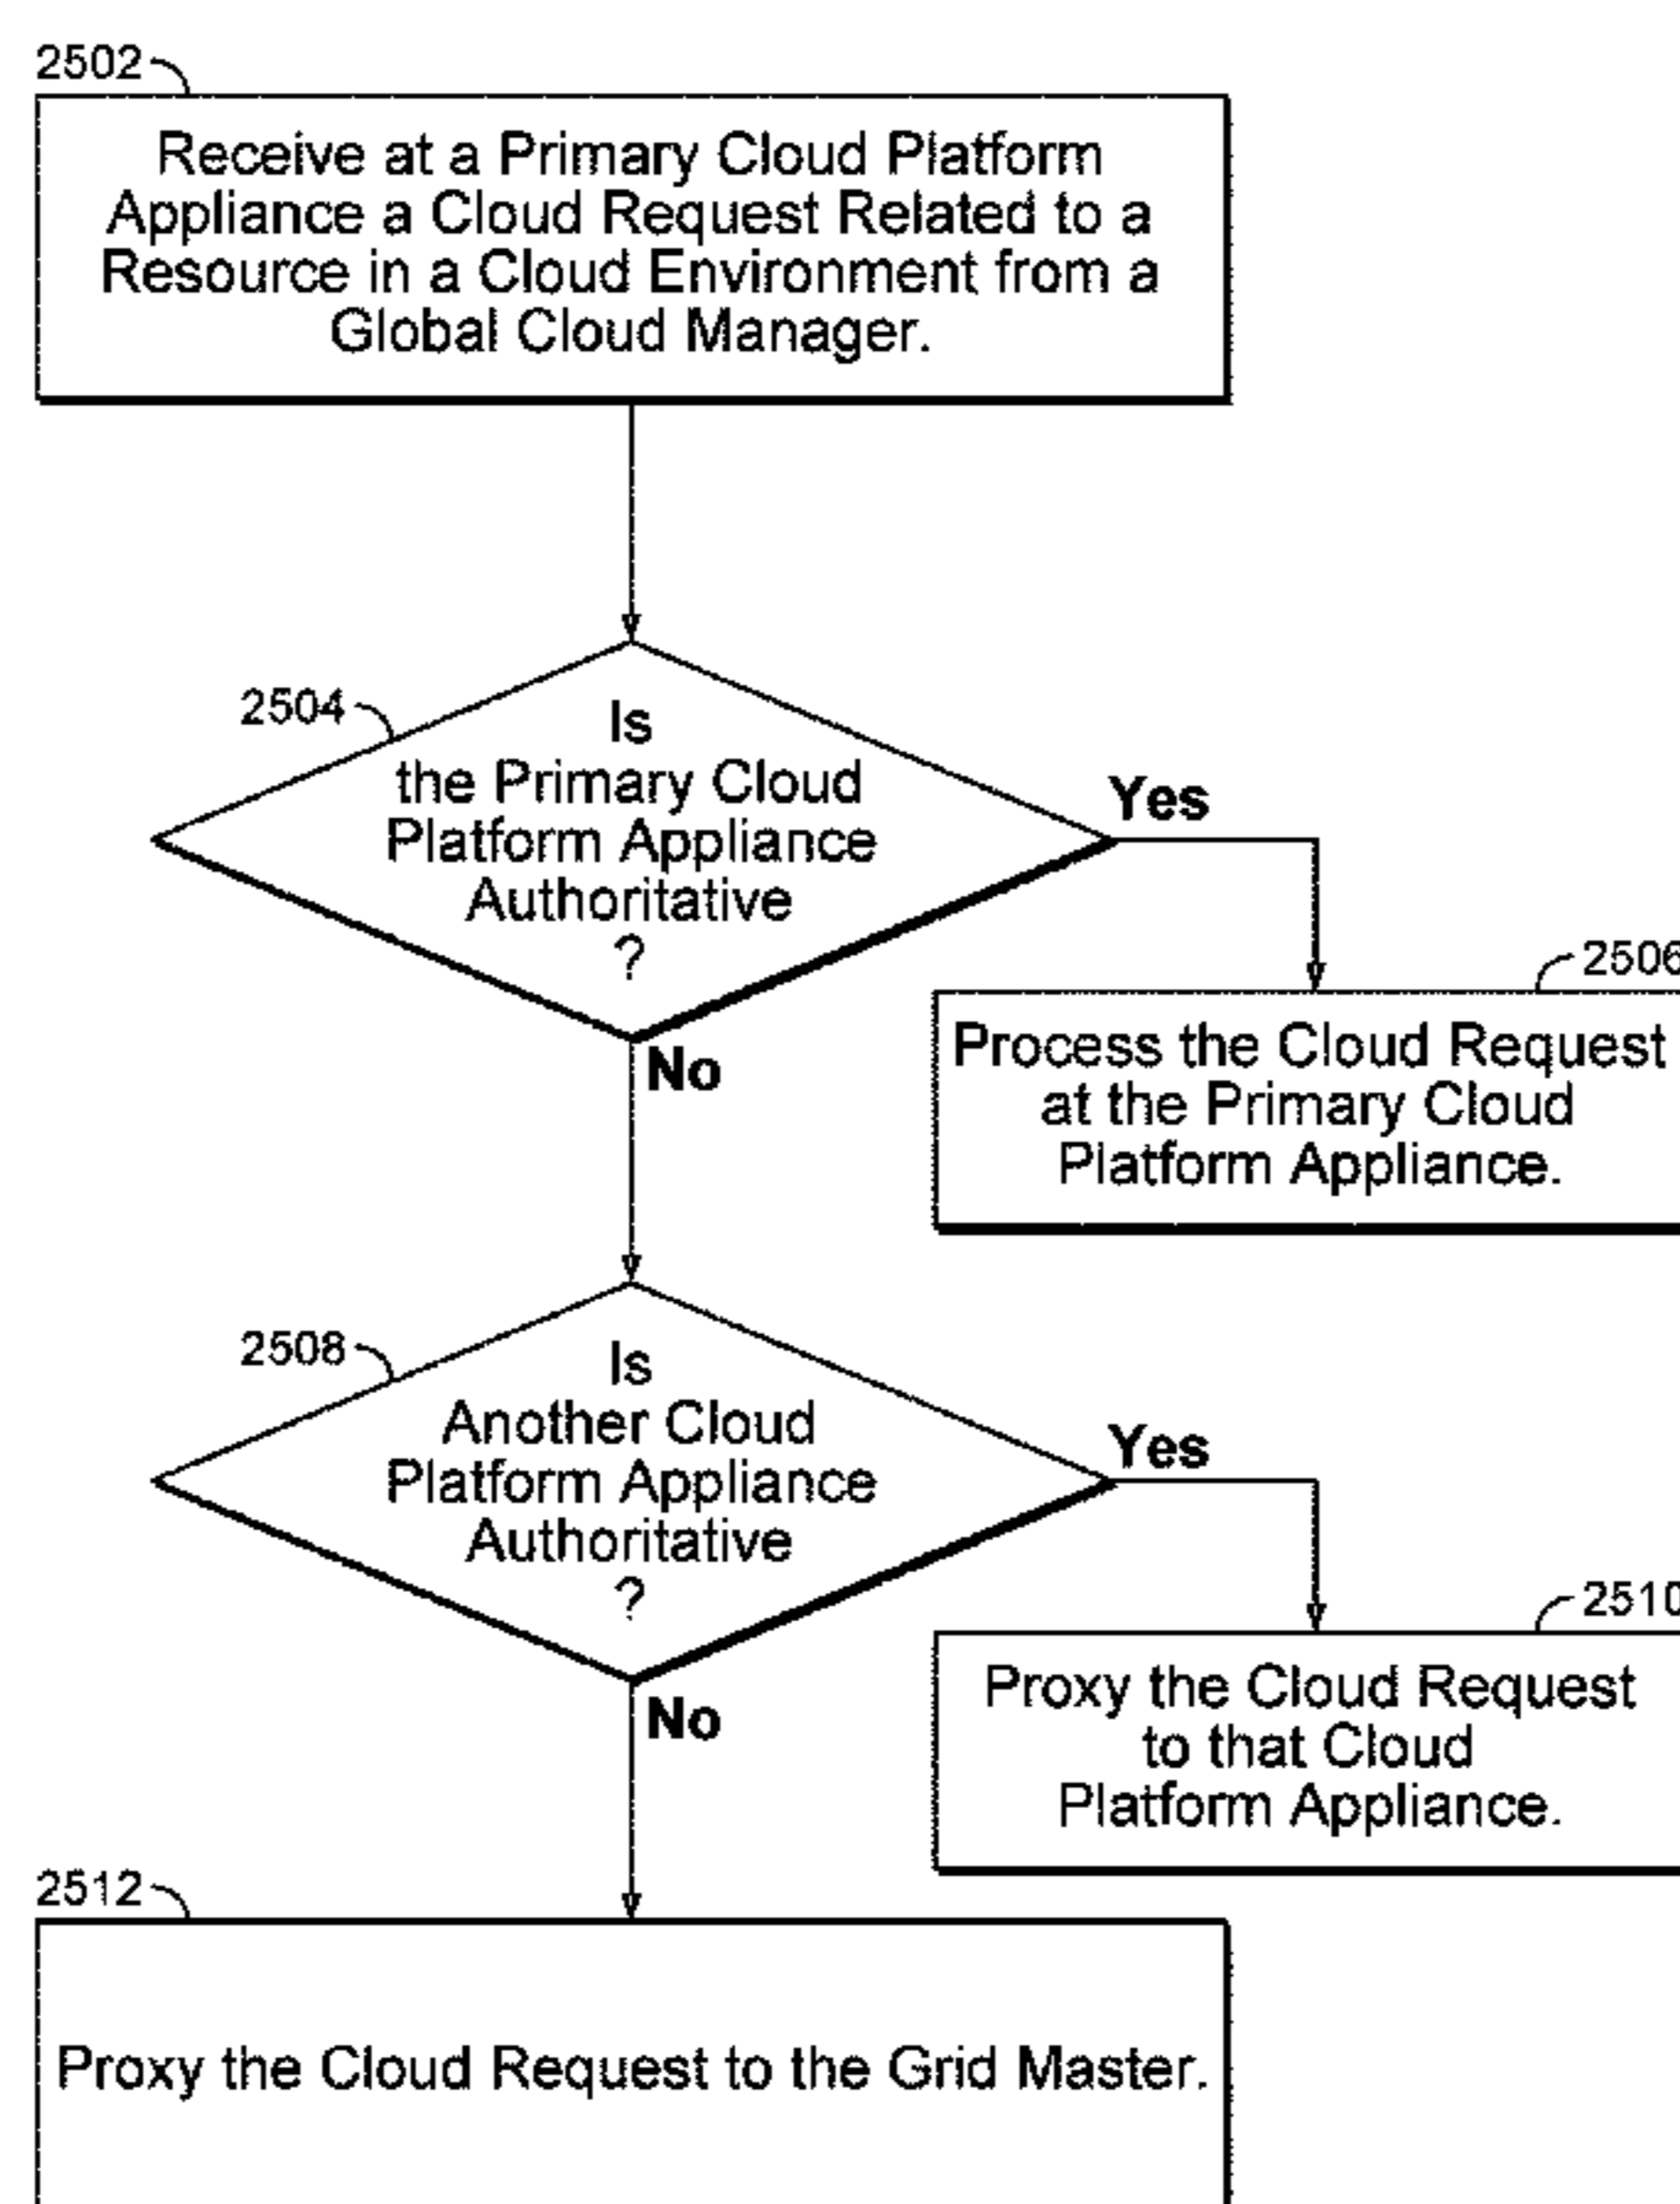 2502
Receive at a Primary Cloud Platform
Appliance a Cloud Request Related to a
Resource in a Cloud Environment from a
Global Cloud Manager.
2504
Is
the Primary Cloud
Platform Appliance
Authoritative
?
Yes
No
2506
Process the Cloud Request
at the Primary Cloud
Platform Appliance.
2508
Is
Another Cloud
Platform Appliance
Authoritative
?
Yes
No
2510
Proxy the Cloud Request
to that Cloud
Platform Appliance.
2512
Proxy the Cloud Request to the Grid Master.